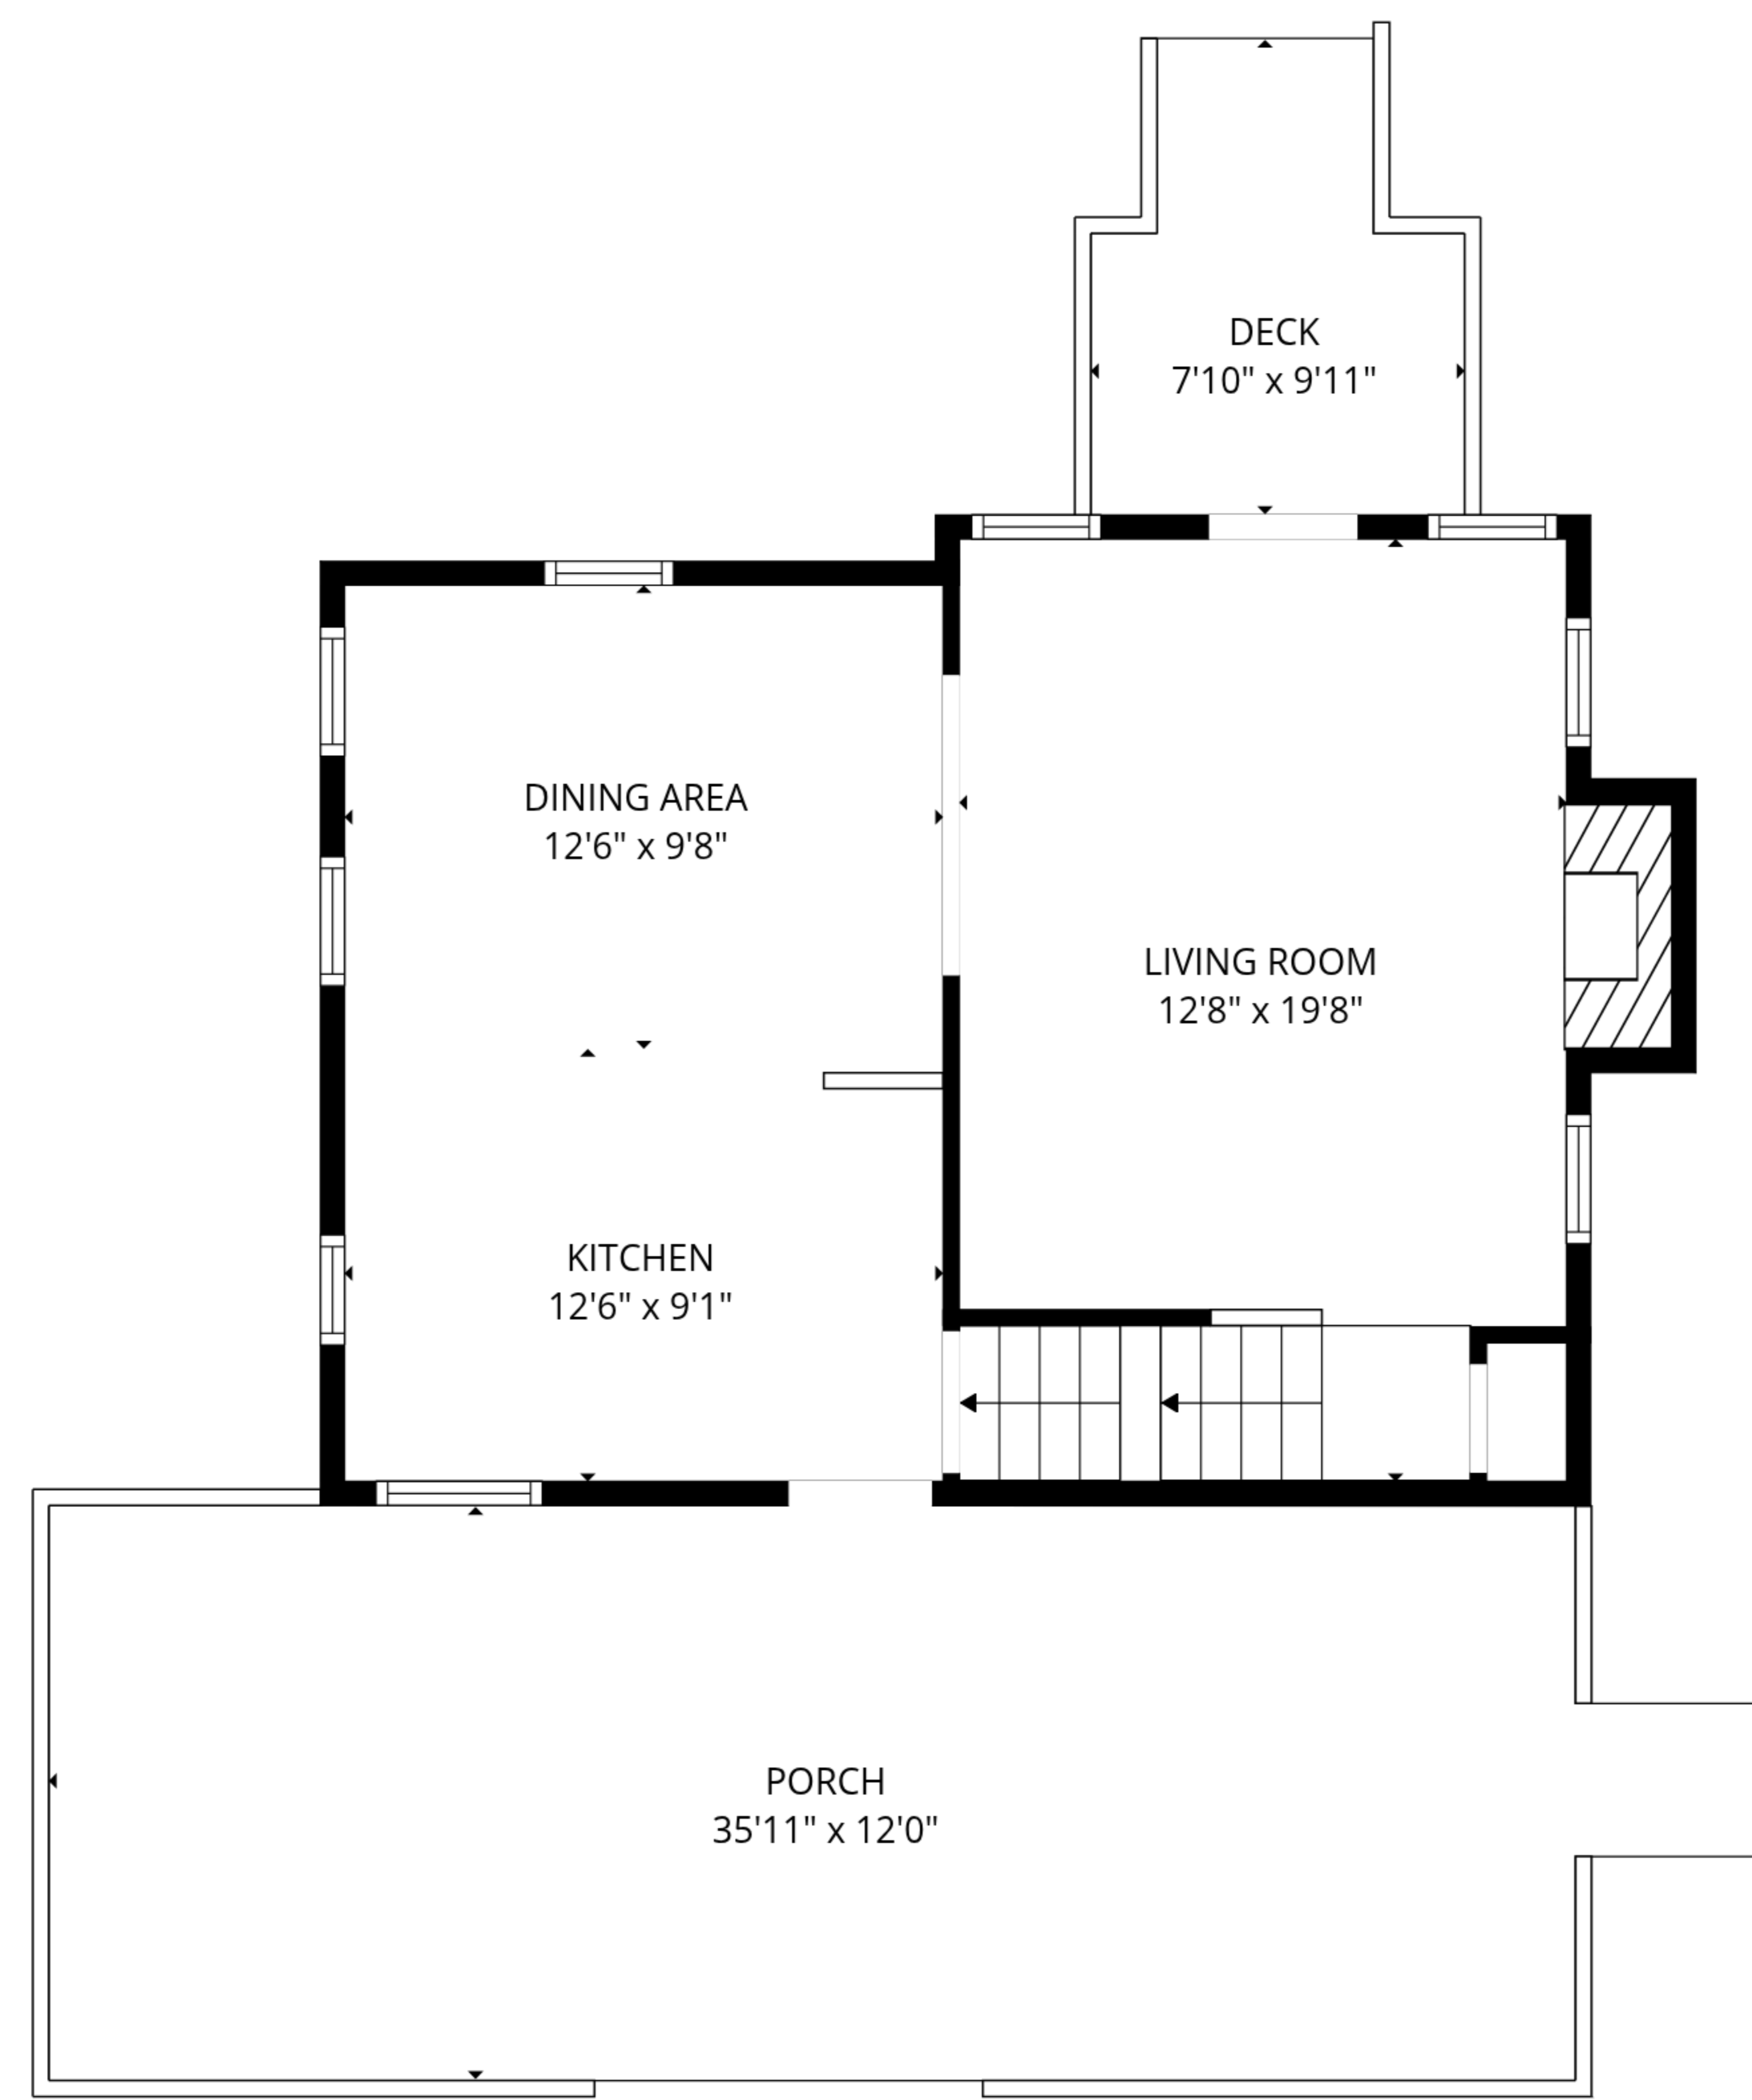 DECK
7'10" x 9'11"
DINING AREA
12'6" x 9'8"
LIVING ROOM
12'8" x 19'8"
KITCHEN
12'6" x 9'1"
PORCH
35'11" x 12'0"